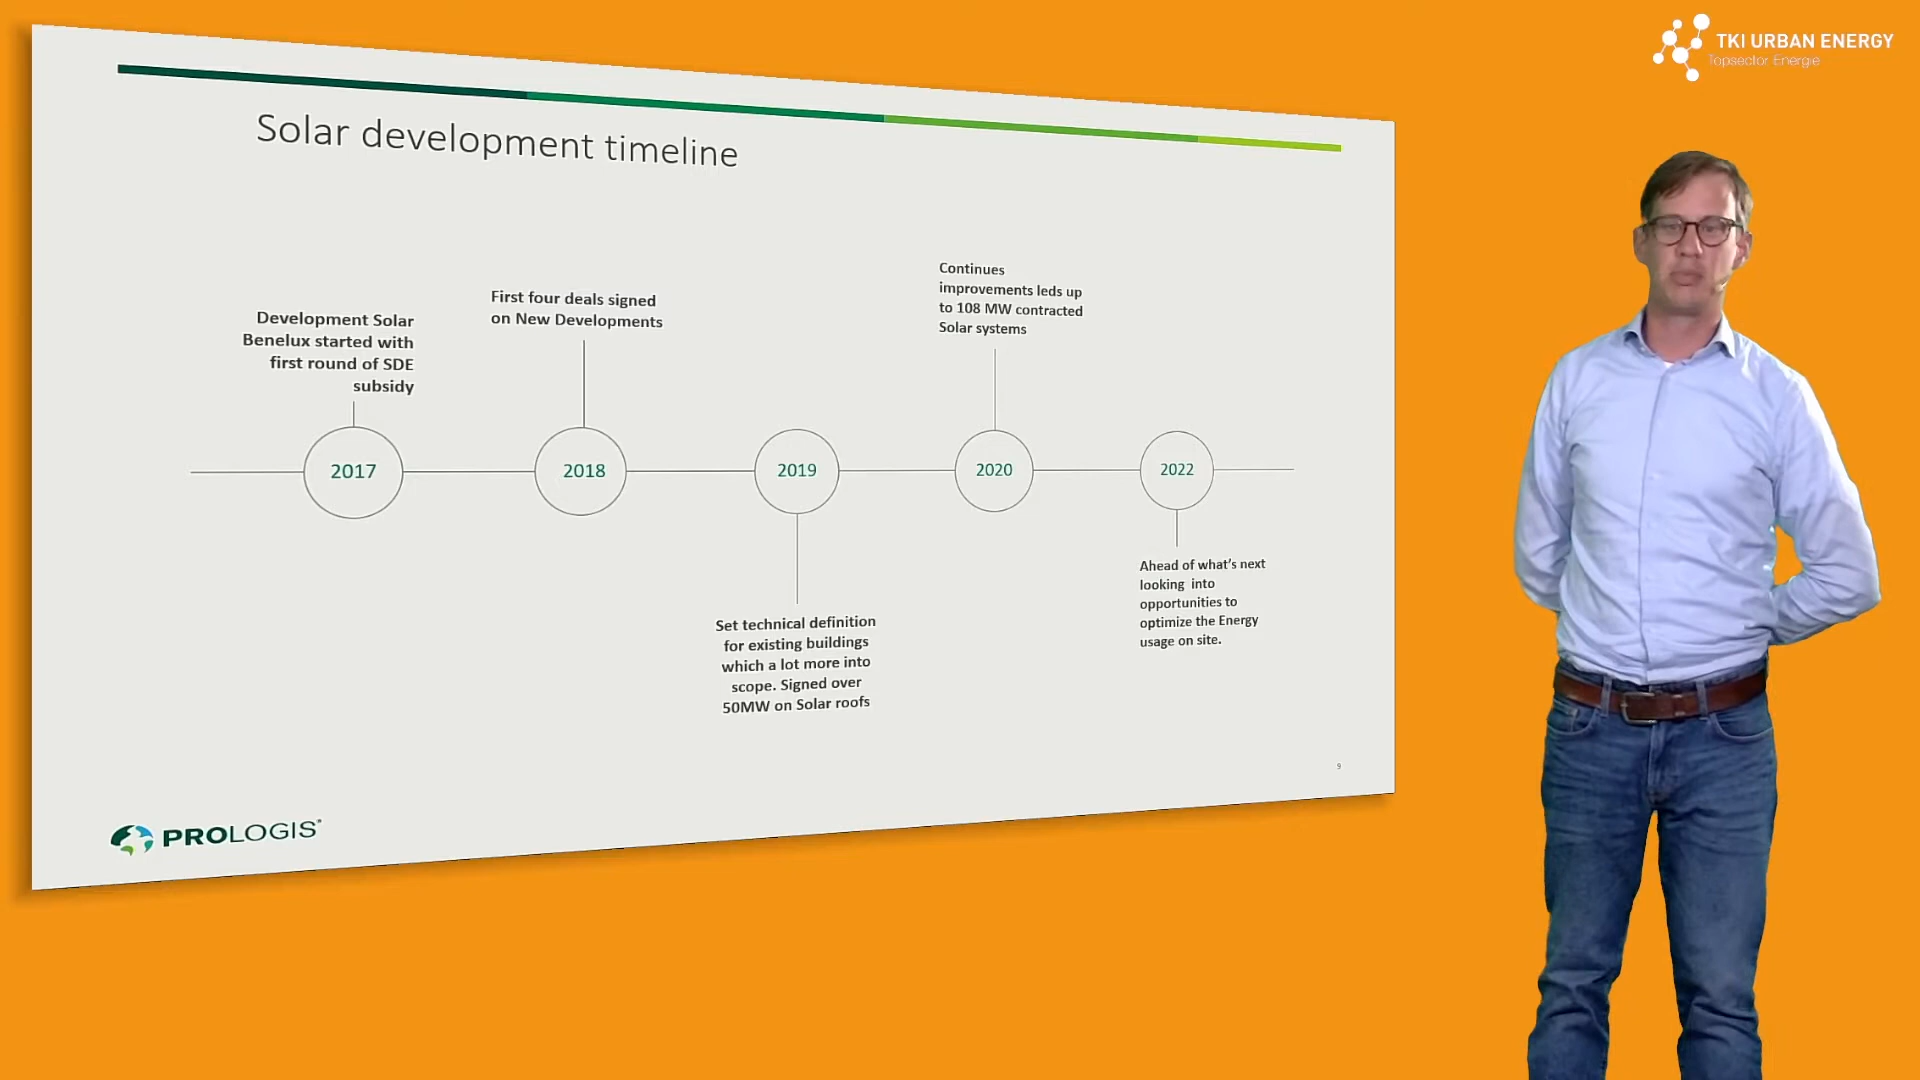 TKI URBAN ENERGY
Topsector Energie
Solar development timeline
Development Solar
Benelux started with
first round of SDE
subsidy
First four deals signed
on New Developments
Continues
improvements leds up
to 108 MW contracted
Solar systems
2017
2018
2019
2020
2022
Set technical definition
for existing buildings
which a lot more into
scope. Signed over
50MW on Solar roofs
Ahead of what's next
looking into
opportunities to
optimize the Energy
usage on site.
9
PROLOGIS®